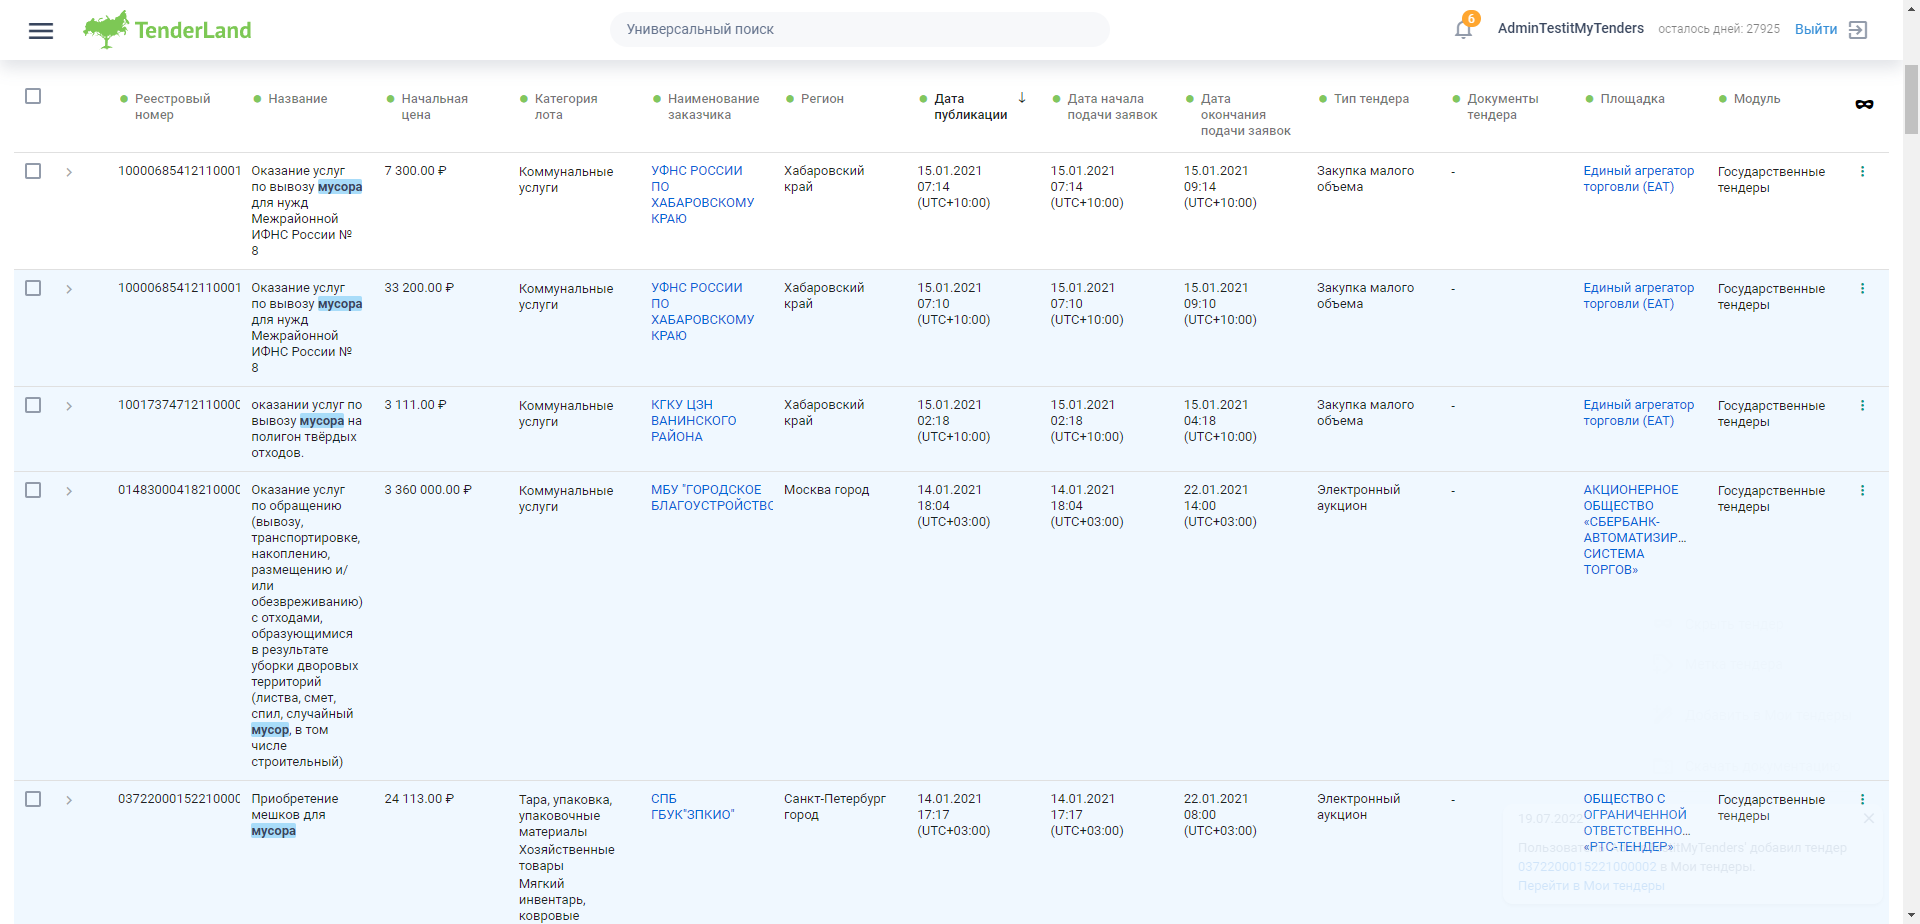 TenderLand
Универсальный поиск
6
AdminTestitMyTenders
осталось дней: 27925
Выйти
Реестровый номер
Название
Начальная цена
Категория лота
Наименование заказчика
Регион
Дата публикации
Дата начала подачи заявок
Дата окончания подачи заявок
Тип тендера
Документы тендера
Площадка
Модуль
10000685412110001
Оказание услуг
по вывозу мусора
для нужд
Межрайонной
ИФНС России №
8
7 300.00 ₽
Коммунальные
услуги
УФНС РОССИИ
ПО
ХАБАРОВСКОМУ
КРАЮ
Хабаровский
край
15.01.2021
07:14
(UTC+10:00)
15.01.2021
07:14
(UTC+10:00)
15.01.2021
09:14
(UTC+10:00)
Закупка малого
объема
-
Единый агрегатор
торговли (ЕАТ)
Государственные
тендеры
10000685412110001
Оказание услуг
по вывозу мусора
для нужд
Межрайонной
ИФНС России №
8
33 200.00 ₽
Коммунальные
услуги
УФНС РОССИИ
ПО
ХАБАРОВСКОМУ
КРАЮ
Хабаровский
край
15.01.2021
07:10
(UTC+10:00)
15.01.2021
07:10
(UTC+10:00)
15.01.2021
09:10
(UTC+10:00)
Закупка малого
объема
-
Единый агрегатор
торговли (ЕАТ)
Государственные
тендеры
10017374712110000
оказании услуг по
вывозу мусора на
полигон твёрдых
отходов.
3 111.00 ₽
Коммунальные
услуги
КГКУ ЦЗН
ВАНИНСКОГО
РАЙОНА
Хабаровский
край
15.01.2021
02:18
(UTC+10:00)
15.01.2021
02:18
(UTC+10:00)
15.01.2021
04:18
(UTC+10:00)
Закупка малого
объема
-
Единый агрегатор
торговли (ЕАТ)
Государственные
тендеры
01483000418210000
Оказание услуг
по обращению
(вывозу,
транспортировке,
накоплению,
размещению и/
или
обезвреживанию)
с отходами,
образующимися
в результате
уборки дворовых
территорий
(листва, смет,
спил, случайный
мусор, в том
числе
строительный)
3 360 000.00 ₽
Коммунальные
услуги
МБУ "ГОРОДСКОЕ
БЛАГОУСТРОЙСТВО
Москва город
14.01.2021
18:04
(UTC+03:00)
14.01.2021
18:04
(UTC+03:00)
22.01.2021
14:00
(UTC+03:00)
Электронный
аукцион
-
АКЦИОНЕРНОЕ
ОБЩЕСТВО
«СБЕРБАНК-
АВТОМАТИЗИР...
СИСТЕМА
ТОРГОВ»
Государственные
тендеры
03722000152210000
Приобретение
мешков для
мусора
24 113.00 ₽
Тара, упаковка,
упаковочные
материалы
Хозяйственные
товары
Мягкий
инвентарь,
ковровые
СПБ
ГБУК"ЗПКИО"
Санкт-Петербург
город
14.01.2021
17:17
(UTC+03:00)
14.01.2021
17:17
(UTC+03:00)
22.01.2021
08:00
(UTC+03:00)
Электронный
аукцион
-
ОБЩЕСТВО С
ОГРАНИЧЕННОЙ
ОТВЕТСТВЕННО...
«РТС-ТЕНДЕР»
Государственные
тендеры
19.07.2022
MyTenders' добавил тендер
0372200015221000002 в Мои тендеры.
Перейти в Мои тендеры